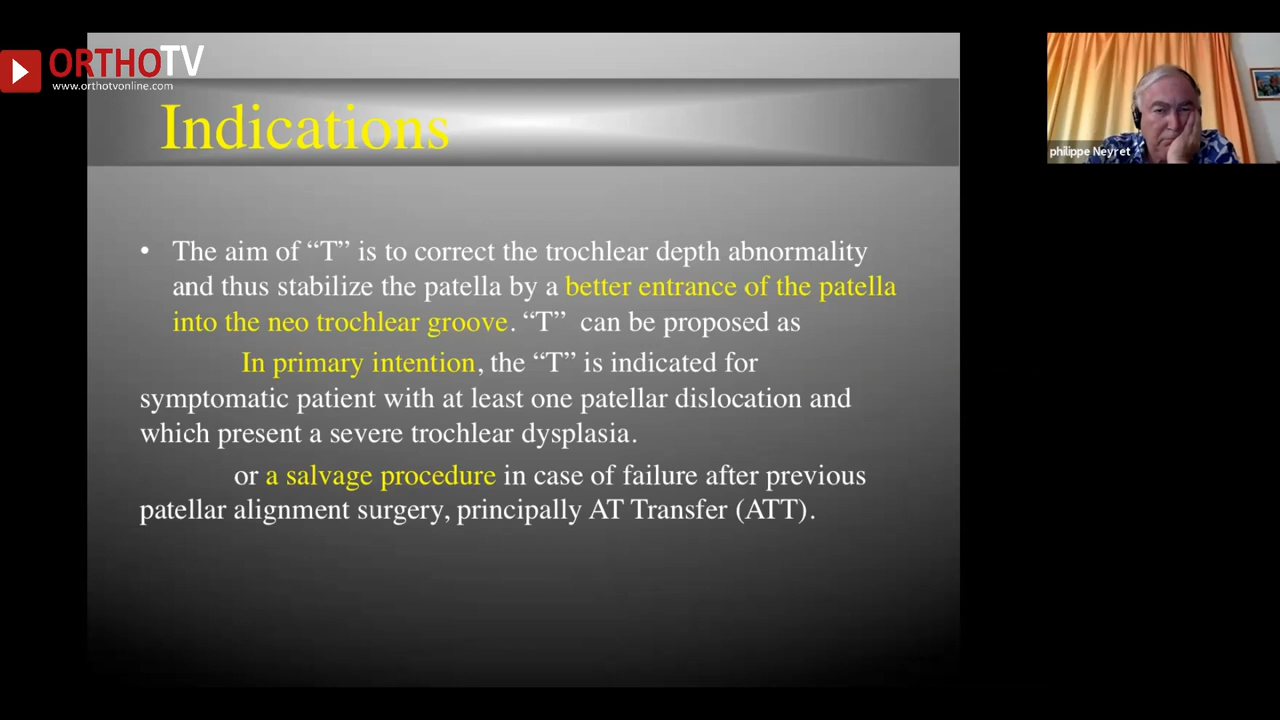 ORTHOTV
www.orthotvonline.com
Indications
• The aim of “T” is to correct the trochlear depth abnormality
and thus stabilize the patella by a better entrance of the patella
into the neo trochlear groove. “T” can be proposed as
In primary intention, the “T” is indicated for
symptomatic patient with at least one patellar dislocation and
which present a severe trochlear dysplasia.
or a salvage procedure in case of failure after previous
patellar alignment surgery, principally AT Transfer (ATT).
philippe Neyret